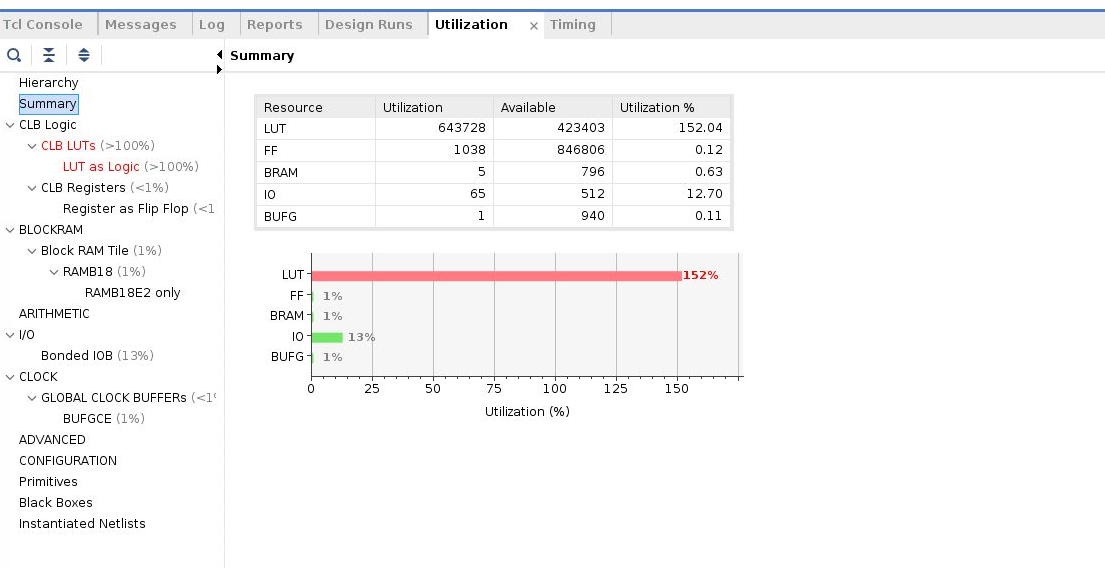 Tcl Console Messages Log Reports Design Runs Utilization × Timing
Summary
Hierarchy
Summary
CLB Logic
CLB LUTs (>100%)
LUT as Logic (>100%)
CLB Registers (<1%)
Register as Flip Flop (<1
BLOCKRAM
Block RAM Tile (1%)
RAMB18 (1%)
RAMB18E2 only
ARITHMETIC
I/O
Bonded IOB (13%)
CLOCK
GLOBAL CLOCK BUFFERs (<1
BUFGCE (1%)
ADVANCED
CONFIGURATION
Primitives
Black Boxes
Instantiated Netlists
Resource Utilization Available Utilization %
LUT 643728 423403 152.04
FF 1038 846806 0.12
BRAM 5 796 0.63
IO 65 512 12.70
BUFG 1 940 0.11
LUT 152%
FF 1%
BRAM 1%
IO 13%
BUFG 1%
0 25 50 75 100 125 150
Utilization (%)